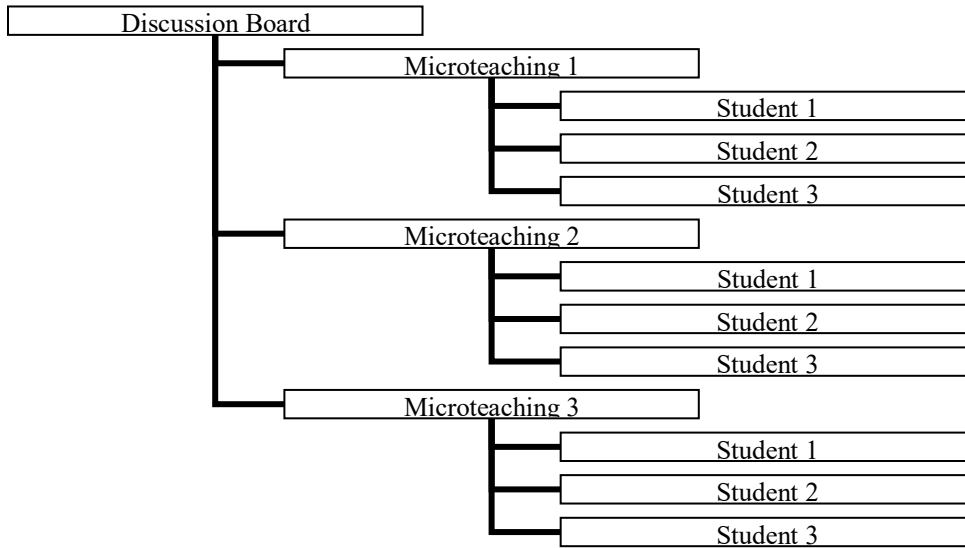 Discussion Board
Microteaching 1
Student 1
Student 2
Student 3
Microteaching 2
Student 1
Student 2
Student 3
Microteaching 3
Student 1
Student 2
Student 3